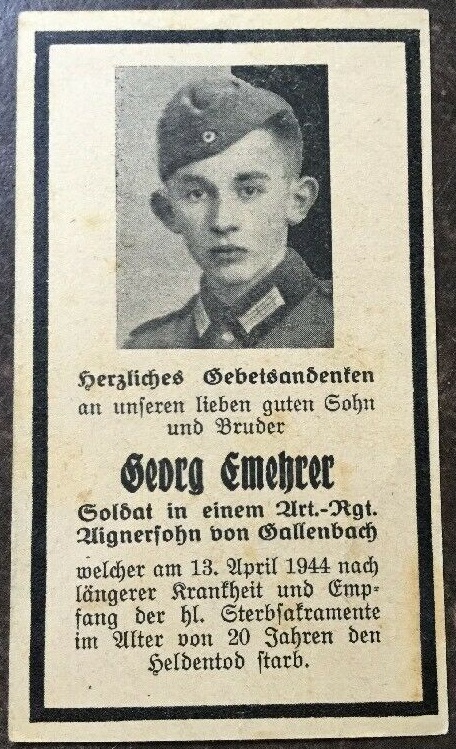 Herzliches Gebetsandenken
an unseren lieben guten Sohn
und Bruder
Georg Emehrer
Soldat in einem Art.-Rgt.
Aignersohn von Gallenbach
welcher am 13. April 1944 nach
längerer Krankheit und Emp-
fang der hl. Sterbsakramente
im Alter von 20 Jahren den
Heldentod starb.